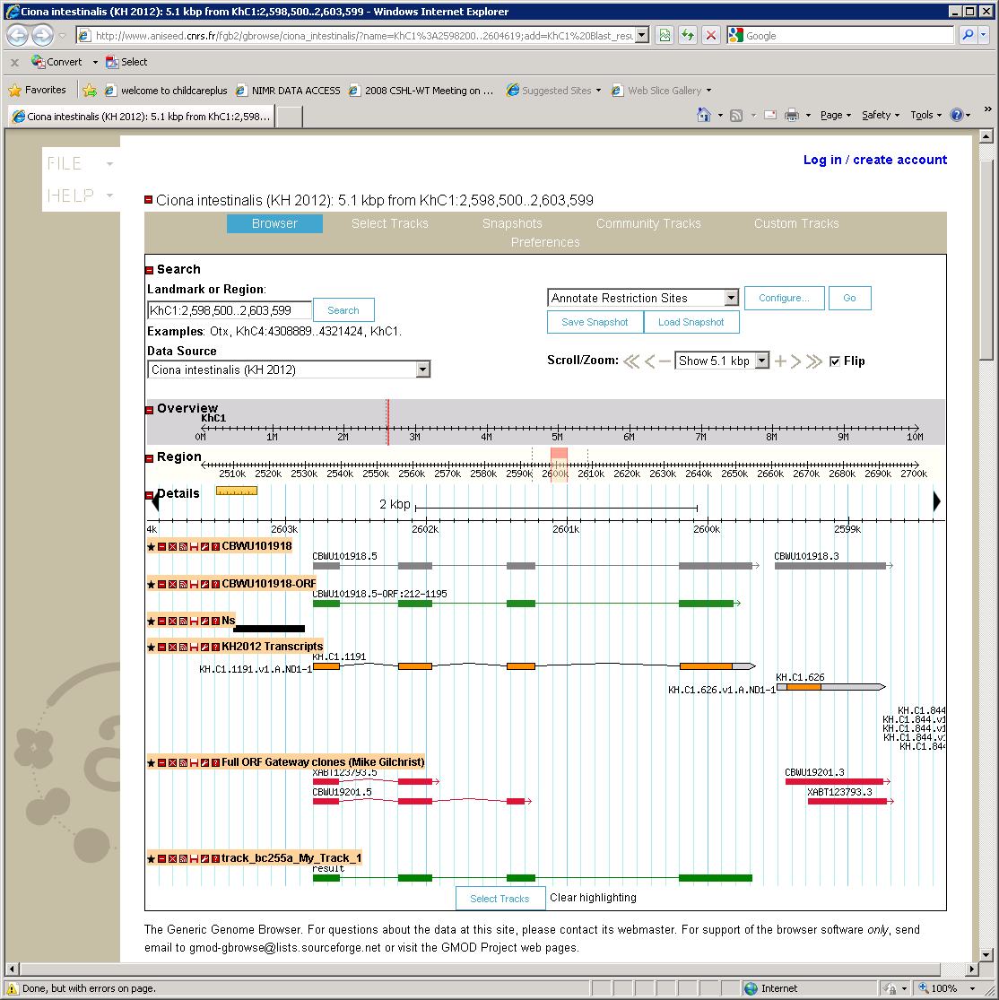 Ciona intestinalis (KH 2012): 5.1 kbp from KhC1:2,598,500..2,603,599 - Windows Internet Explorer
http://www.aniseed.cnrs.fr/fgb2/gbrowse/ciona_intestinalis/?name=KhC1%3A2598200..2604619;add=KhC1%20Blast_resu Google
x Convert Select
Favorites welcome to childcareplus NIMR DATA ACCESS 2008 CSHL-WT Meeting on ... Suggested Sites Web Slice Gallery
Ciona intestinalis (KH 2012): 5.1 kbp from KhC1:2,598... Page Safety Tools »
Log in / create account
FILE
HELP
Ciona intestinalis (KH 2012): 5.1 kbp from KhC1:2,598,500..2,603,599
Browser Select Tracks Snapshots Community Tracks Custom Tracks
Preferences
Search
Landmark or Region:
KhC1:2,598,500..2,603,599 Search
Annotate Restriction Sites Configure... Go
Save Snapshot Load Snapshot
Examples: Otx, KhC4:4308889..4321424, KhC1.
Data Source
Ciona intestinalis (KH 2012)
Scroll/Zoom: Show 5.1 kbp Flip
Overview
KhC1
0M 1M 2M 3M 4M 5M 6M 7M 8M 9M 10M
Region
2510k 2520k 2530k 2540k 2550k 2560k 2570k 2580k 2590k 2600k 2610k 2620k 2630k 2640k 2650k 2660k 2670k 2680k 2690k 2700k
Details
2 kbp
4k 2603k 2602k 2601k 2600k 2599k
CBWU101918
CBWU101918.5 CBWU101918.3
CBWU101918-ORF
CBWU101918.5-ORF:212-1195
Ns
KH2012 Transcripts
KH.C1.1191
KH.C1.1191.v1.A.ND1-1
KH.C1.626
KH.C1.626.v1.A.ND1-1
KH.C1.844
KH.C1.844.v1
KH.C1.844.v1
KH.C1.844.v1
KH.C1.844
Full ORF Gateway clones (Mike Gilchrist)
XABT123793.5 CBWU19201.3
CBWU19201.5 XABT123793.3
track_bc255a_My_Track_1
result
Select Tracks Clear highlighting
The Generic Genome Browser. For questions about the data at this site, please contact its webmaster. For support of the browser software only, send
email to gmod-gbrowse@lists.sourceforge.net or visit the GMOD Project web pages.
Done, but with errors on page. Internet 100%